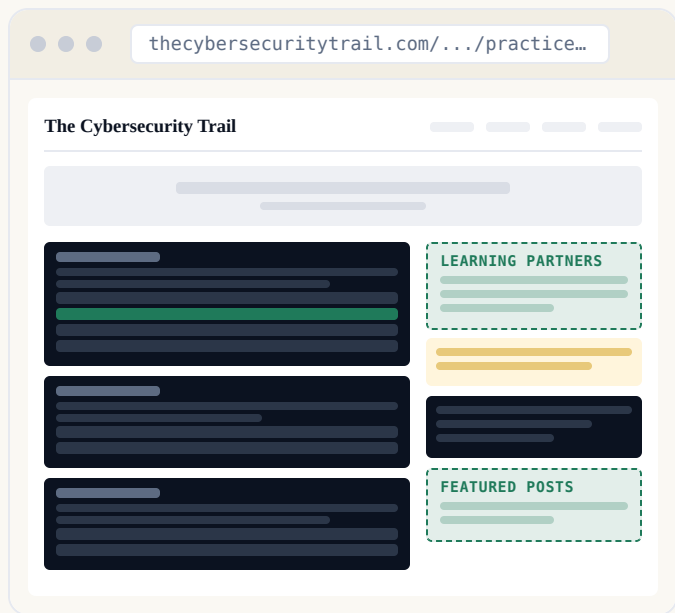 thecybersecuritytrail.com/.../practice…
The Cybersecurity Trail
LEARNING PARTNERS
FEATURED POSTS